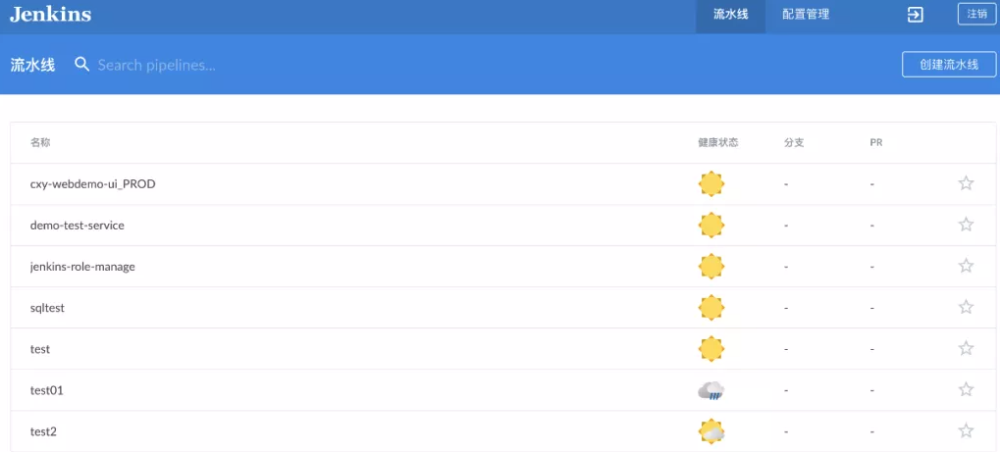 Jenkins 流水线 配置管理 注销
流水线 Search pipelines... 创建流水线
名称 健康状态 分支 PR
cxy-webdemo-ui_PROD - -
demo-test-service - -
jenkins-role-manage - -
sqltest - -
test - -
test01 - -
test2 - -